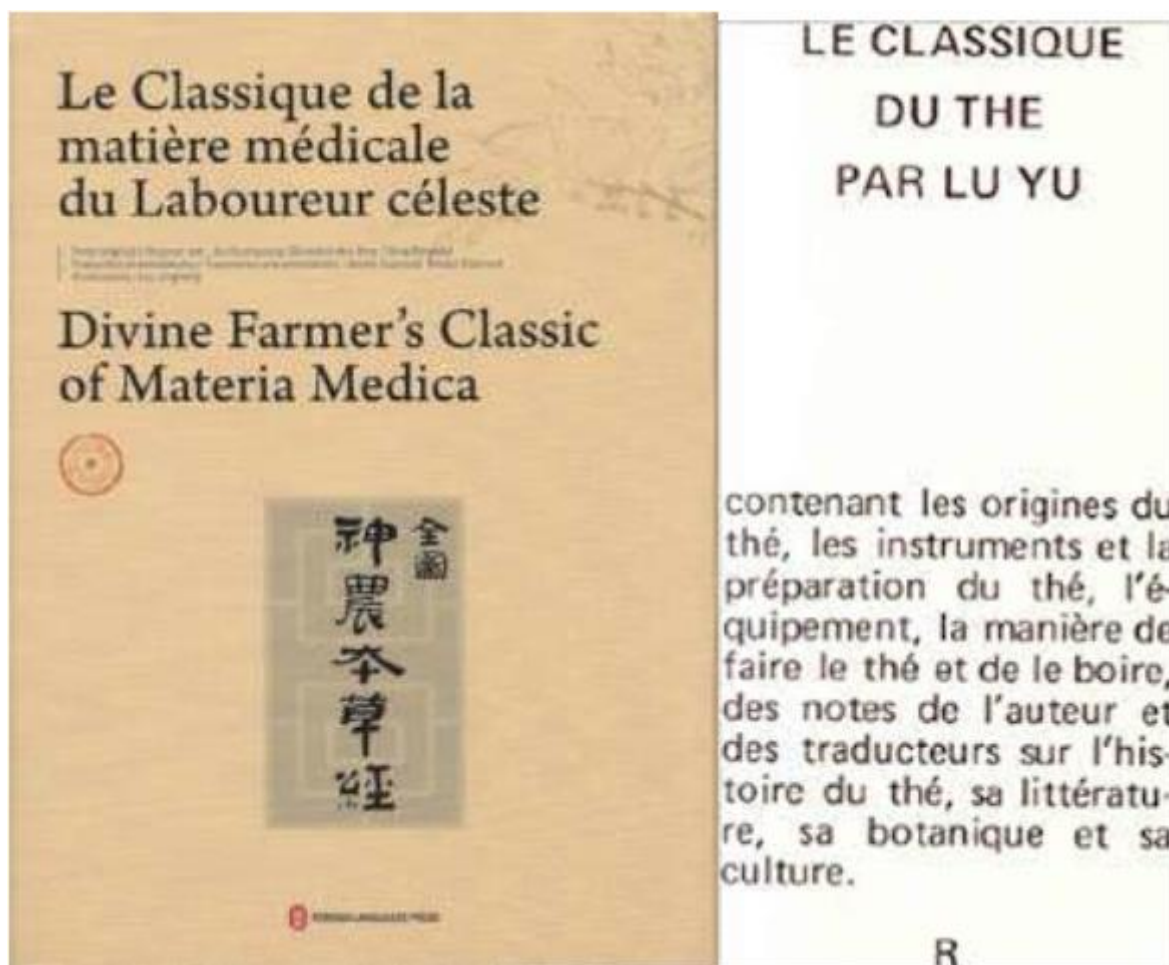 Le Classique de la
matière médicale
du Laboureur céleste
Divine Farmer's Classic
of Materia Medica
全圖
神農本草經
FOREIGN LANGUAGES PRESS
LE CLASSIQUE
DU THE
PAR LU YU
contenant les origines du
thé, les instruments et la
préparation du thé, l'é-
quipement, la manière de
faire le thé et de le boire,
des notes de l'auteur et
des traducteurs sur l'his-
toire du thé, sa littératu-
re, sa botanique et sa
culture.
R